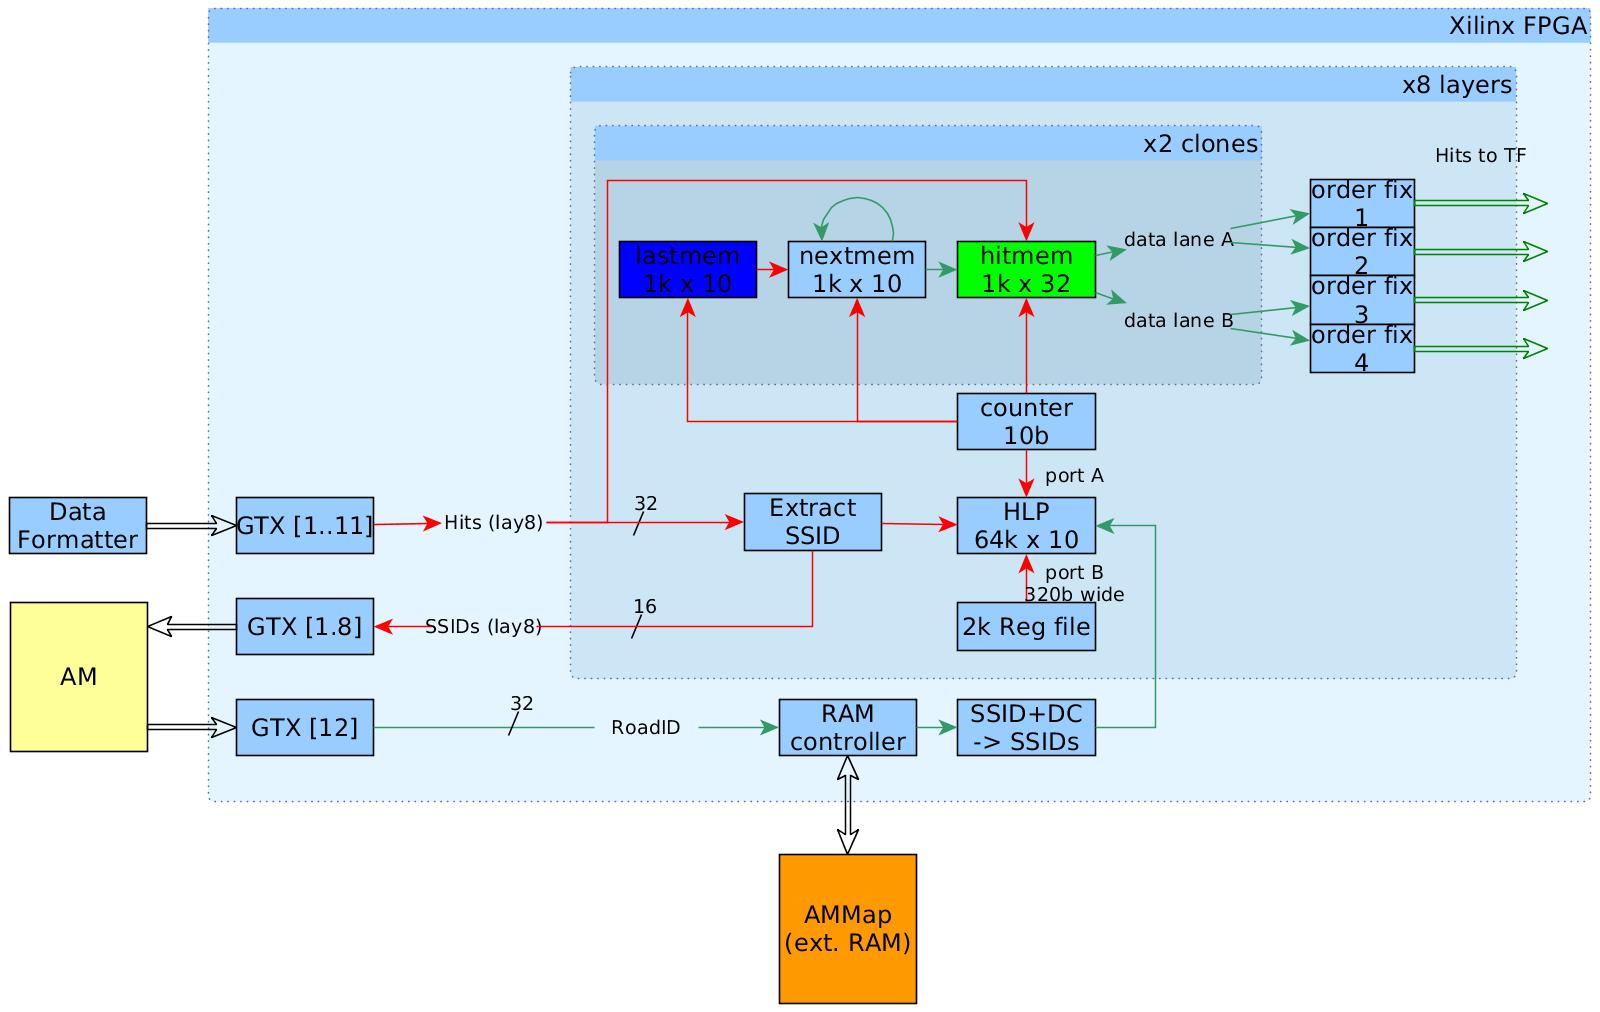 Xilinx FPGA
x8 layers
x2 clones
Hits to TF
lastmem
1k x 10
nextmem
1k x 10
hitmem
1k x 32
data lane A
data lane B
order fix
1
order fix
2
order fix
3
order fix
4
counter
10b
port A
Data
Formatter
GTX [1..11]
Hits (lay8)
32
Extract
SSID
HLP
64k x 10
port B
320b wide
AM
GTX [1.8]
SSIDs (lay8)
16
2k Reg file
GTX [12]
32
RoadID
RAM
controller
SSID+DC
-> SSIDs
AMMap
(ext. RAM)